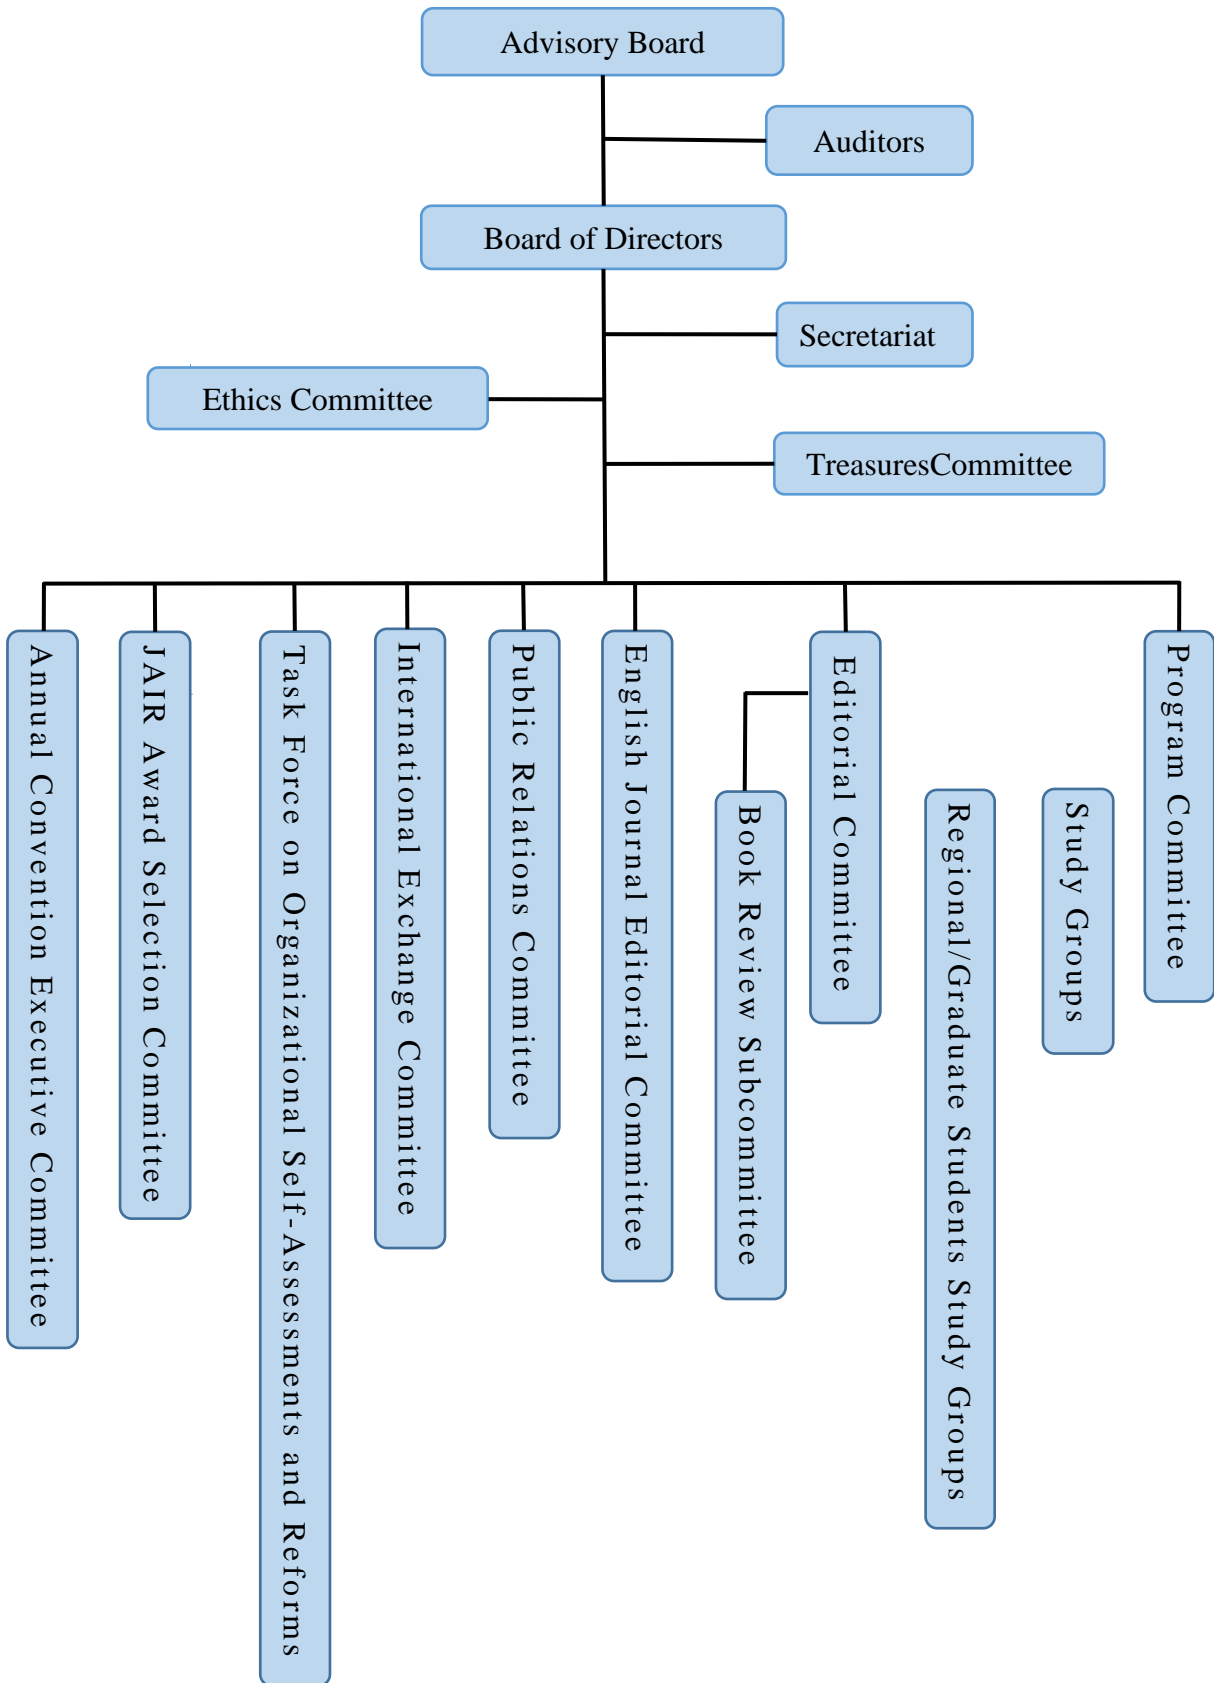 Advisory Board
Auditors
Board of Directors
Secretariat
Ethics Committee
TreasuresCommittee
Annual Convention Executive Committee
JAIR Award Selection Committee
Task Force on Organizational Self-Assessments and Reforms
International Exchange Committee
Public Relations Committee
English Journal Editorial Committee
Book Review Subcommittee
Editorial Committee
Regional/Graduate Students Study Groups
Study Groups
Program Committee